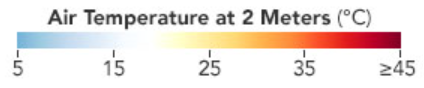 Air Temperature at 2 Meters (°C)
5 15 25 35 ≥45